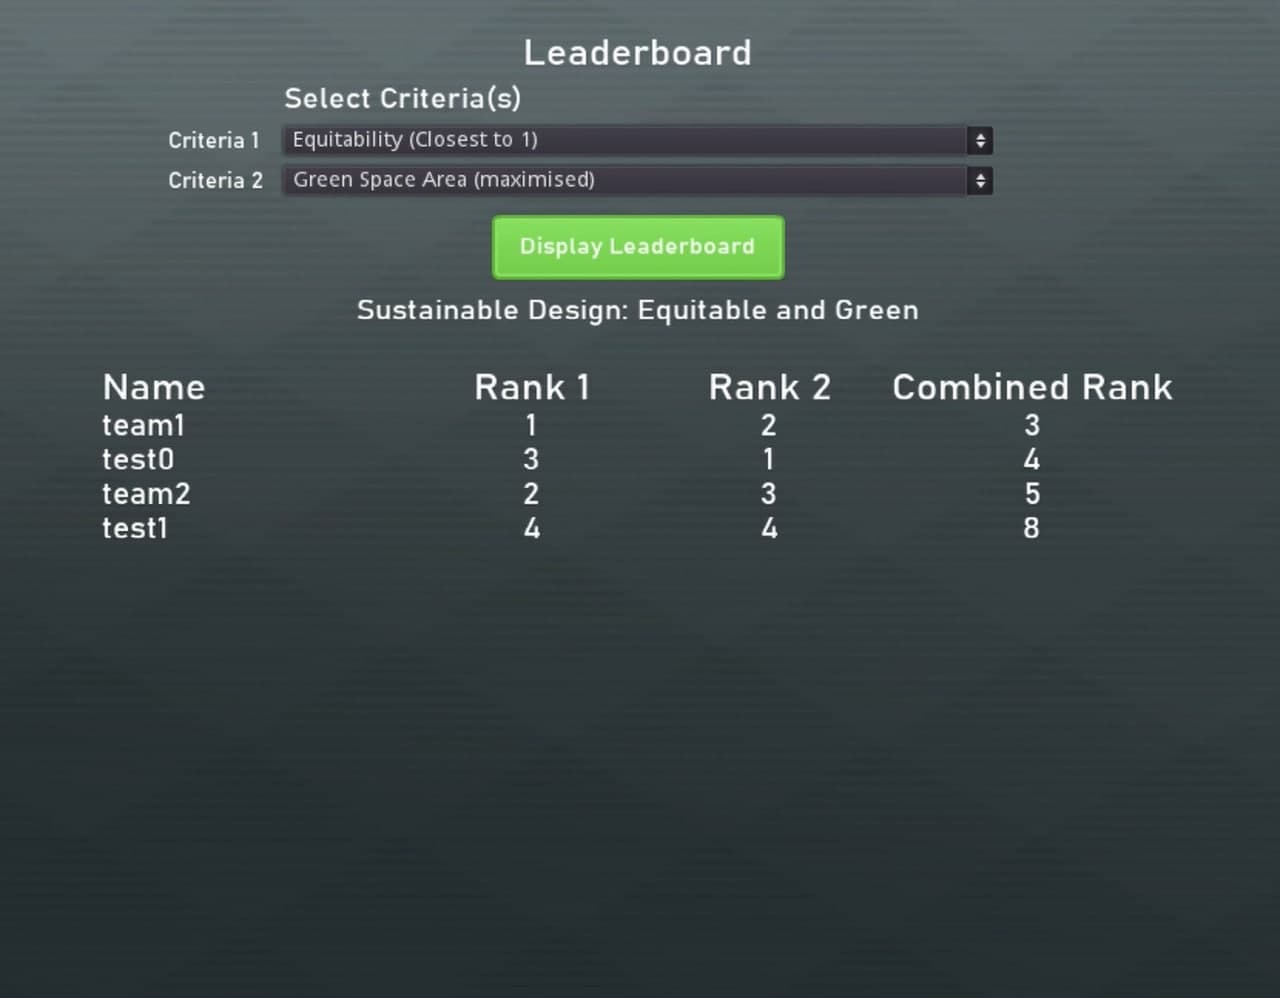 Leaderboard
Select Criteria(s)
Criteria 1 Equitability (Closest to 1)
Criteria 2 Green Space Area (maximised)
Display Leaderboard
Sustainable Design: Equitable and Green
Name Rank 1 Rank 2 Combined Rank
team1 1 2 3
test0 3 1 4
team2 2 3 5
test1 4 4 8